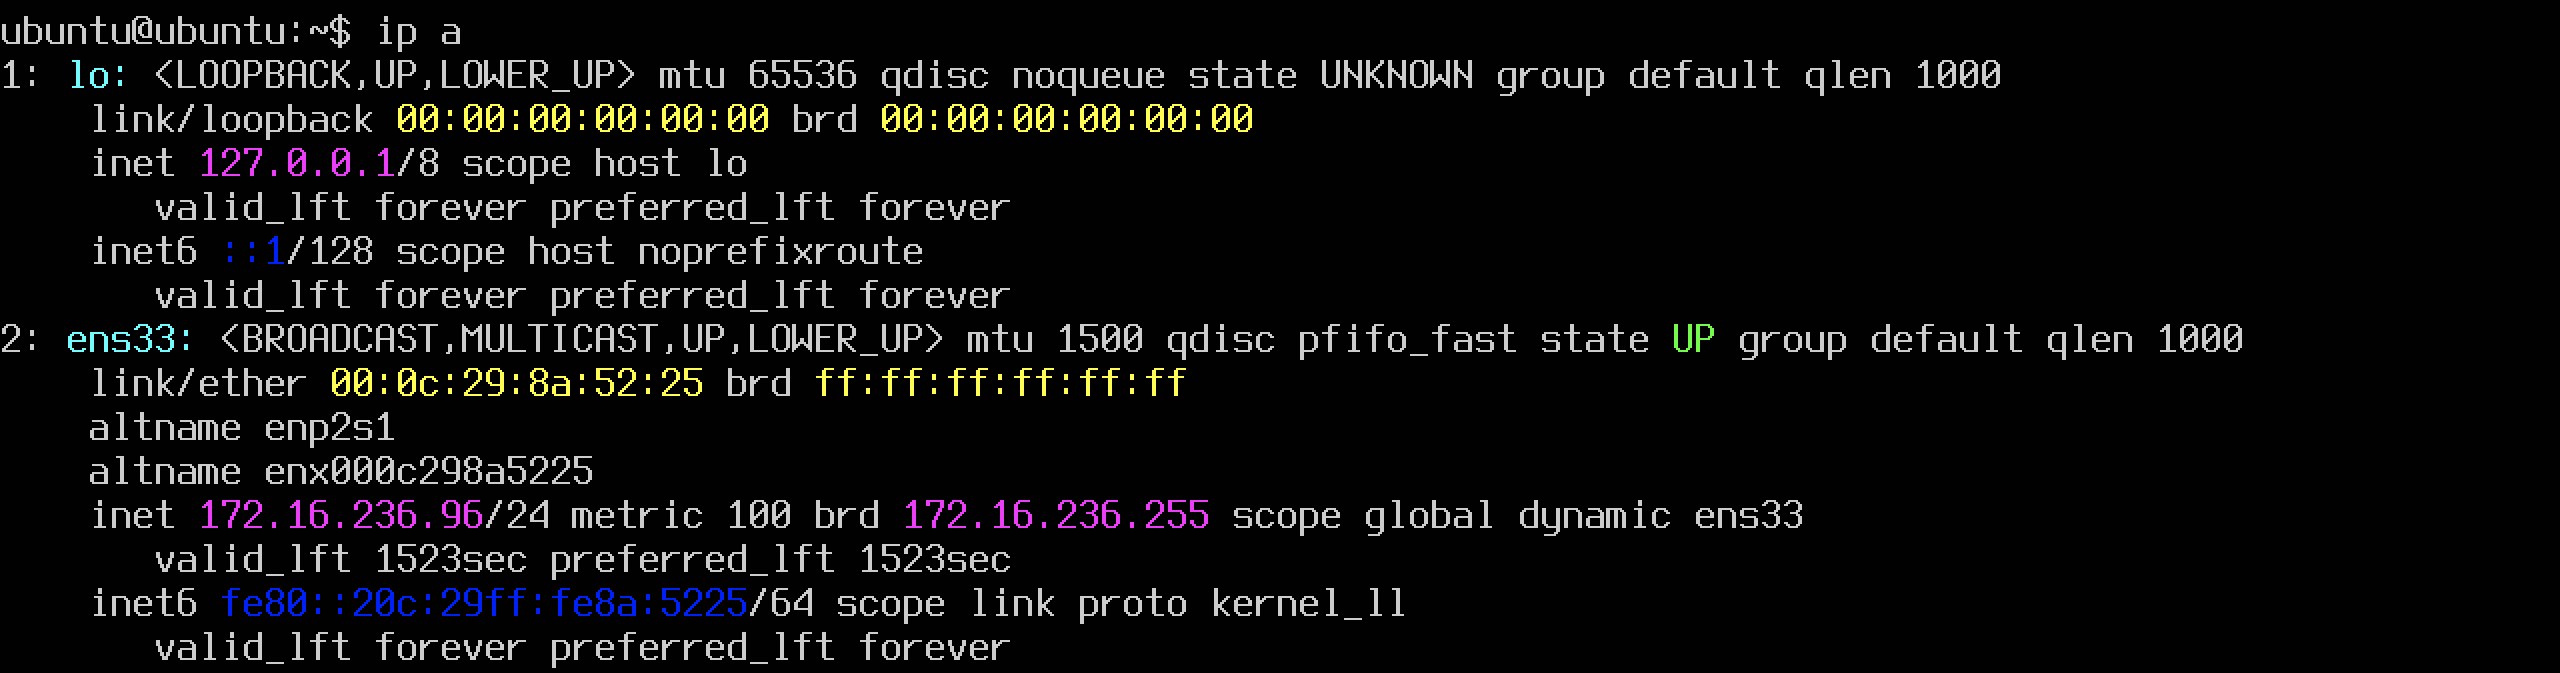 ubuntu@ubuntu:~$ ip a
1: lo: <LOOPBACK,UP,LOWER_UP> mtu 65536 qdisc noqueue state UNKNOWN group default qlen 1000
    link/loopback 00:00:00:00:00:00 brd 00:00:00:00:00:00
    inet 127.0.0.1/8 scope host lo
       valid_lft forever preferred_lft forever
    inet6 ::1/128 scope host noprefixroute
       valid_lft forever preferred_lft forever
2: ens33: <BROADCAST,MULTICAST,UP,LOWER_UP> mtu 1500 qdisc pfifo_fast state UP group default qlen 1000
    link/ether 00:0c:29:8a:52:25 brd ff:ff:ff:ff:ff:ff
    altname enp2s1
    altname enx000c298a5225
    inet 172.16.236.96/24 metric 100 brd 172.16.236.255 scope global dynamic ens33
       valid_lft 1523sec preferred_lft 1523sec
    inet6 fe80::20c:29ff:fe8a:5225/64 scope link proto kernel_ll
       valid_lft forever preferred_lft forever